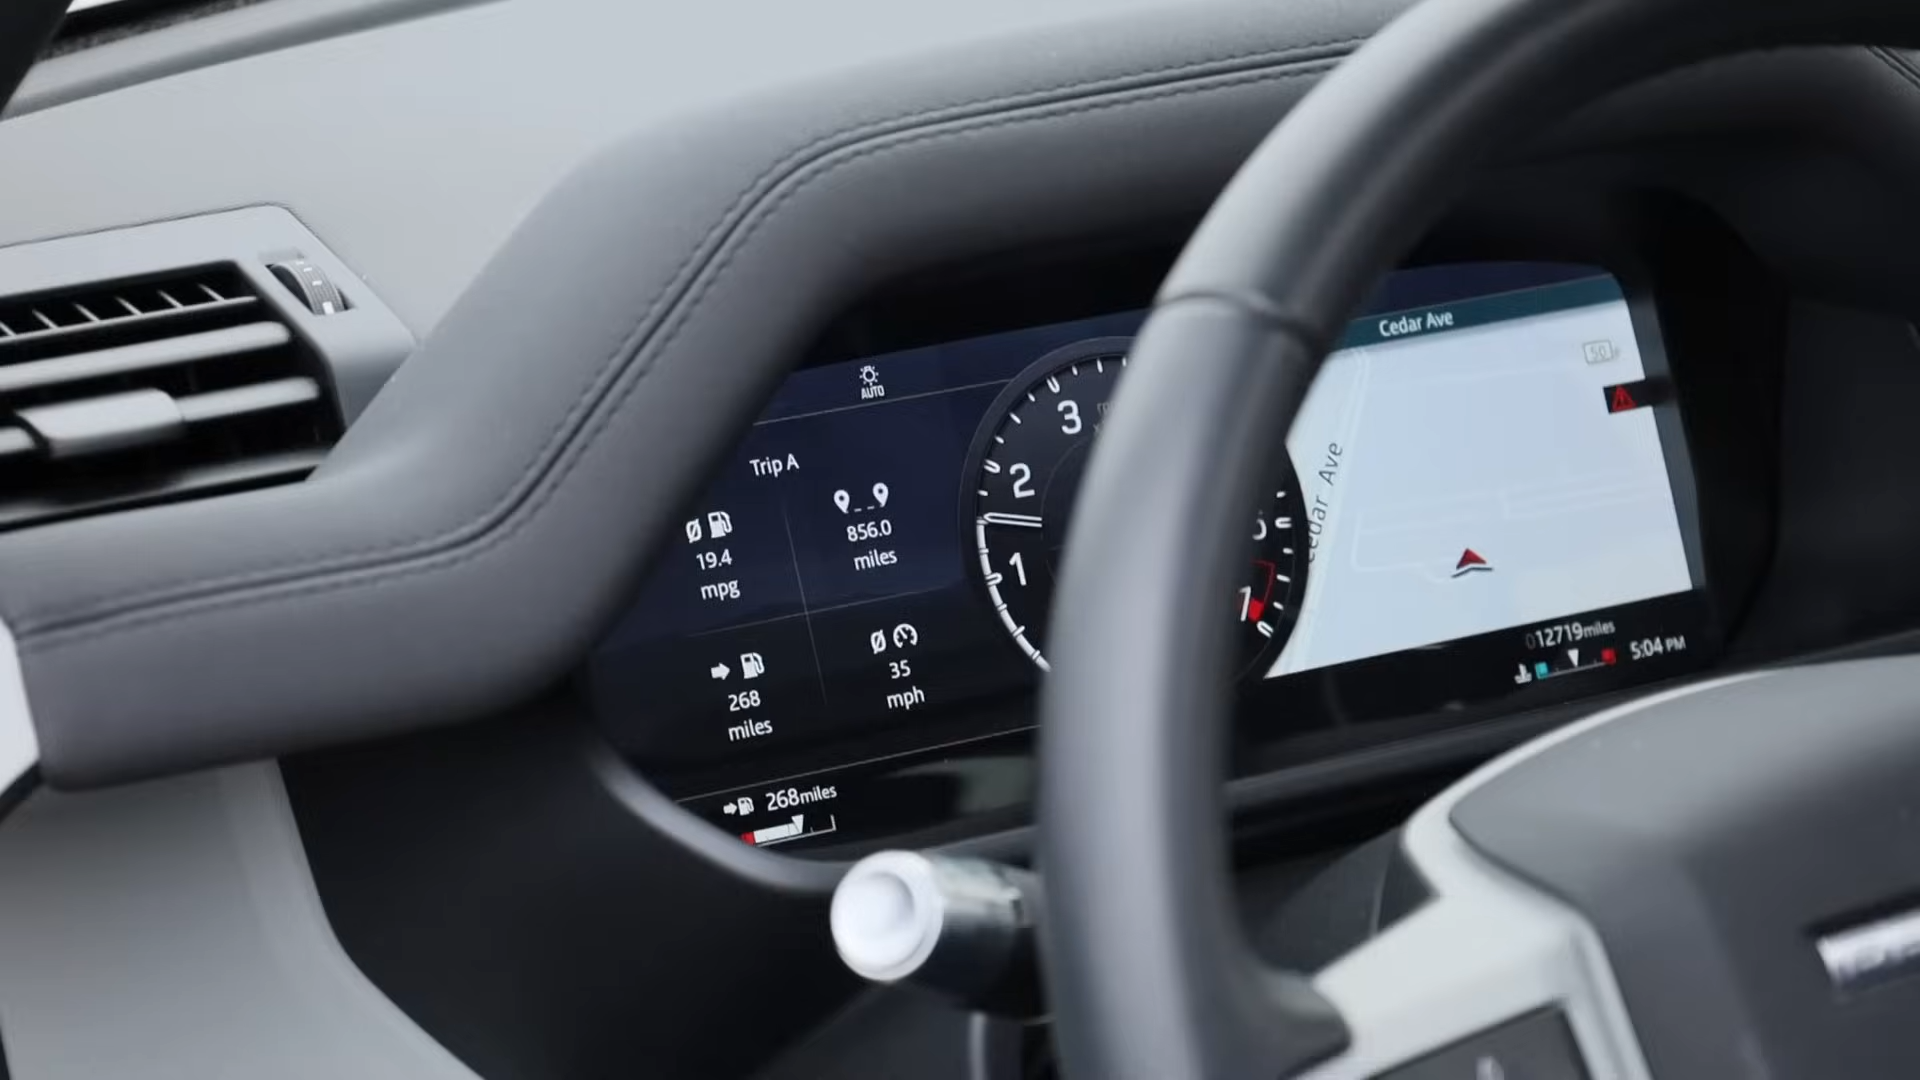 AUTO
Trip A
19.4
mpg
856.0
miles
268
miles
35
mph
268miles
3
2
1
7
Cedar Ave
50
Cedar Ave
012719miles
5:04 PM